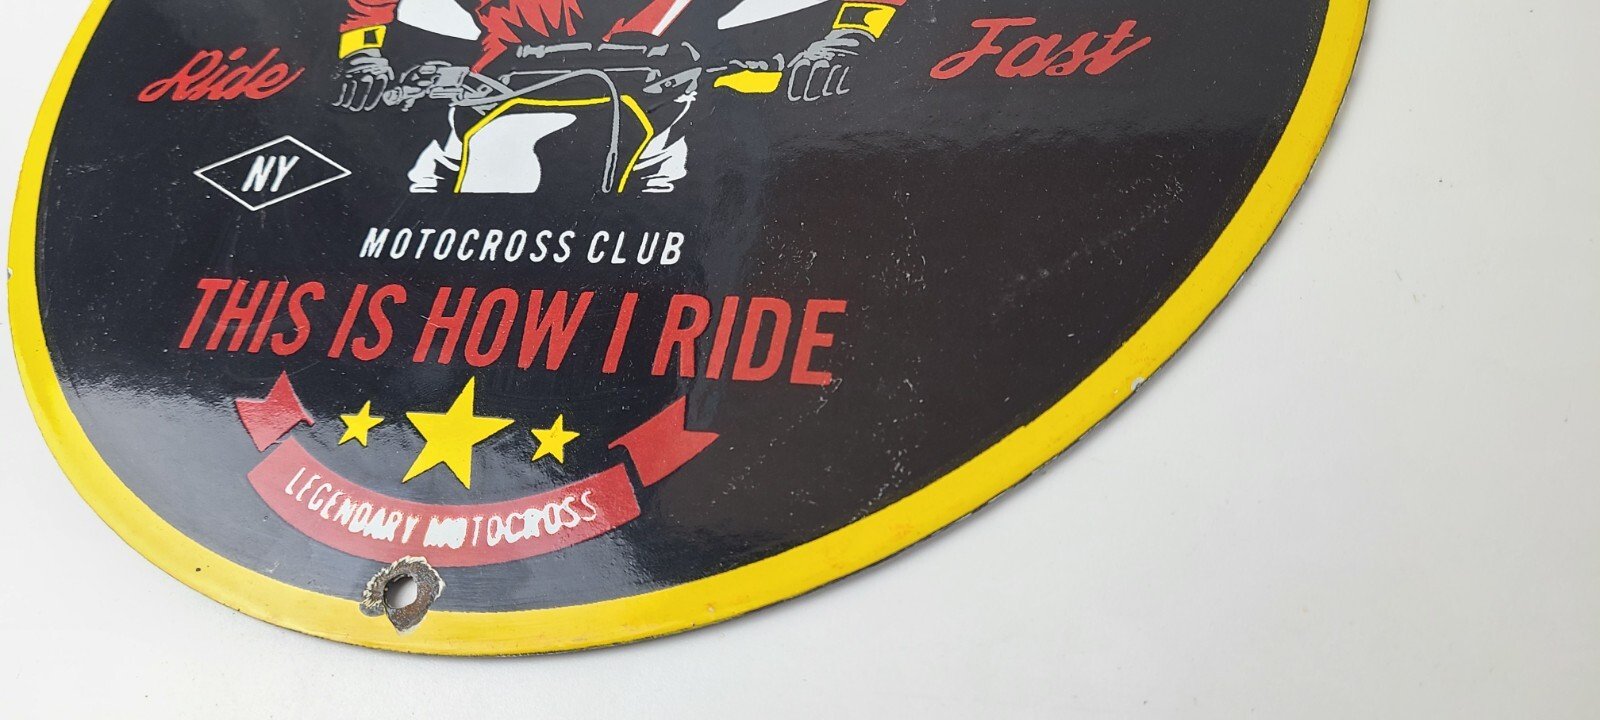 Ride
Fast
NY
MOTOCROSS CLUB
THIS IS HOW I RIDE
LEGENDARY MOTOCROSS